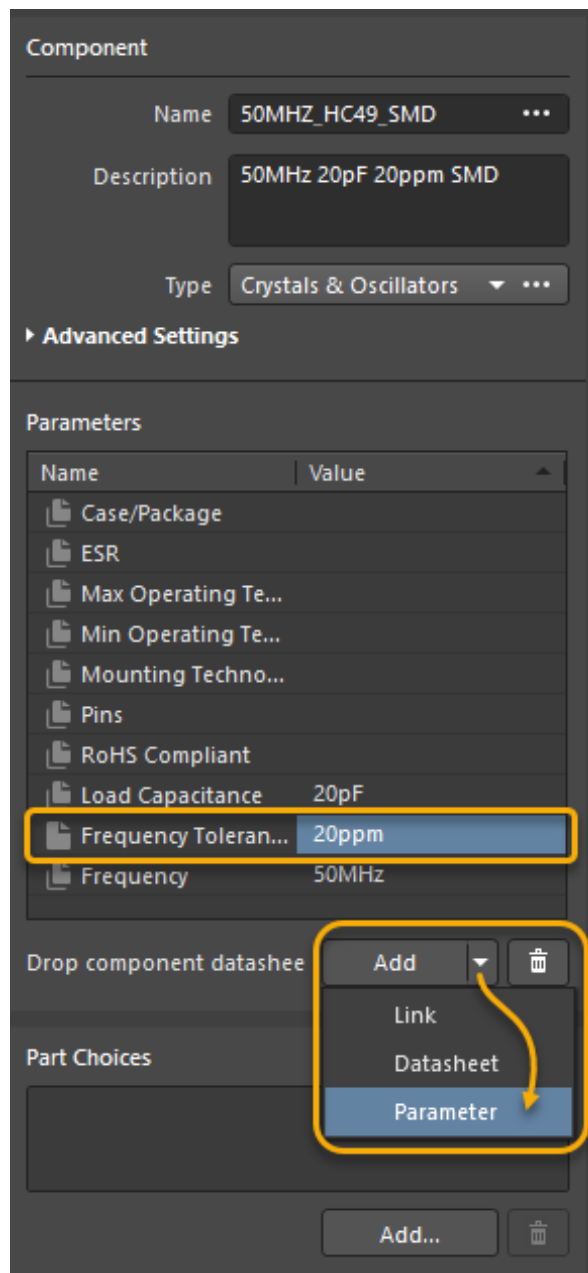 Component
Name 50MHZ_HC49_SMD ...
Description 50MHz 20pF 20ppm SMD
Type Crystals & Oscillators ...
Advanced Settings
Parameters
Name Value
Case/Package
ESR
Max Operating Te...
Min Operating Te...
Mounting Techno...
Pins
RoHS Compliant
Load Capacitance 20pF
Frequency Toleran... 20ppm
Frequency 50MHz
Drop component datashee Add
Link
Datasheet
Parameter
Part Choices
Add...